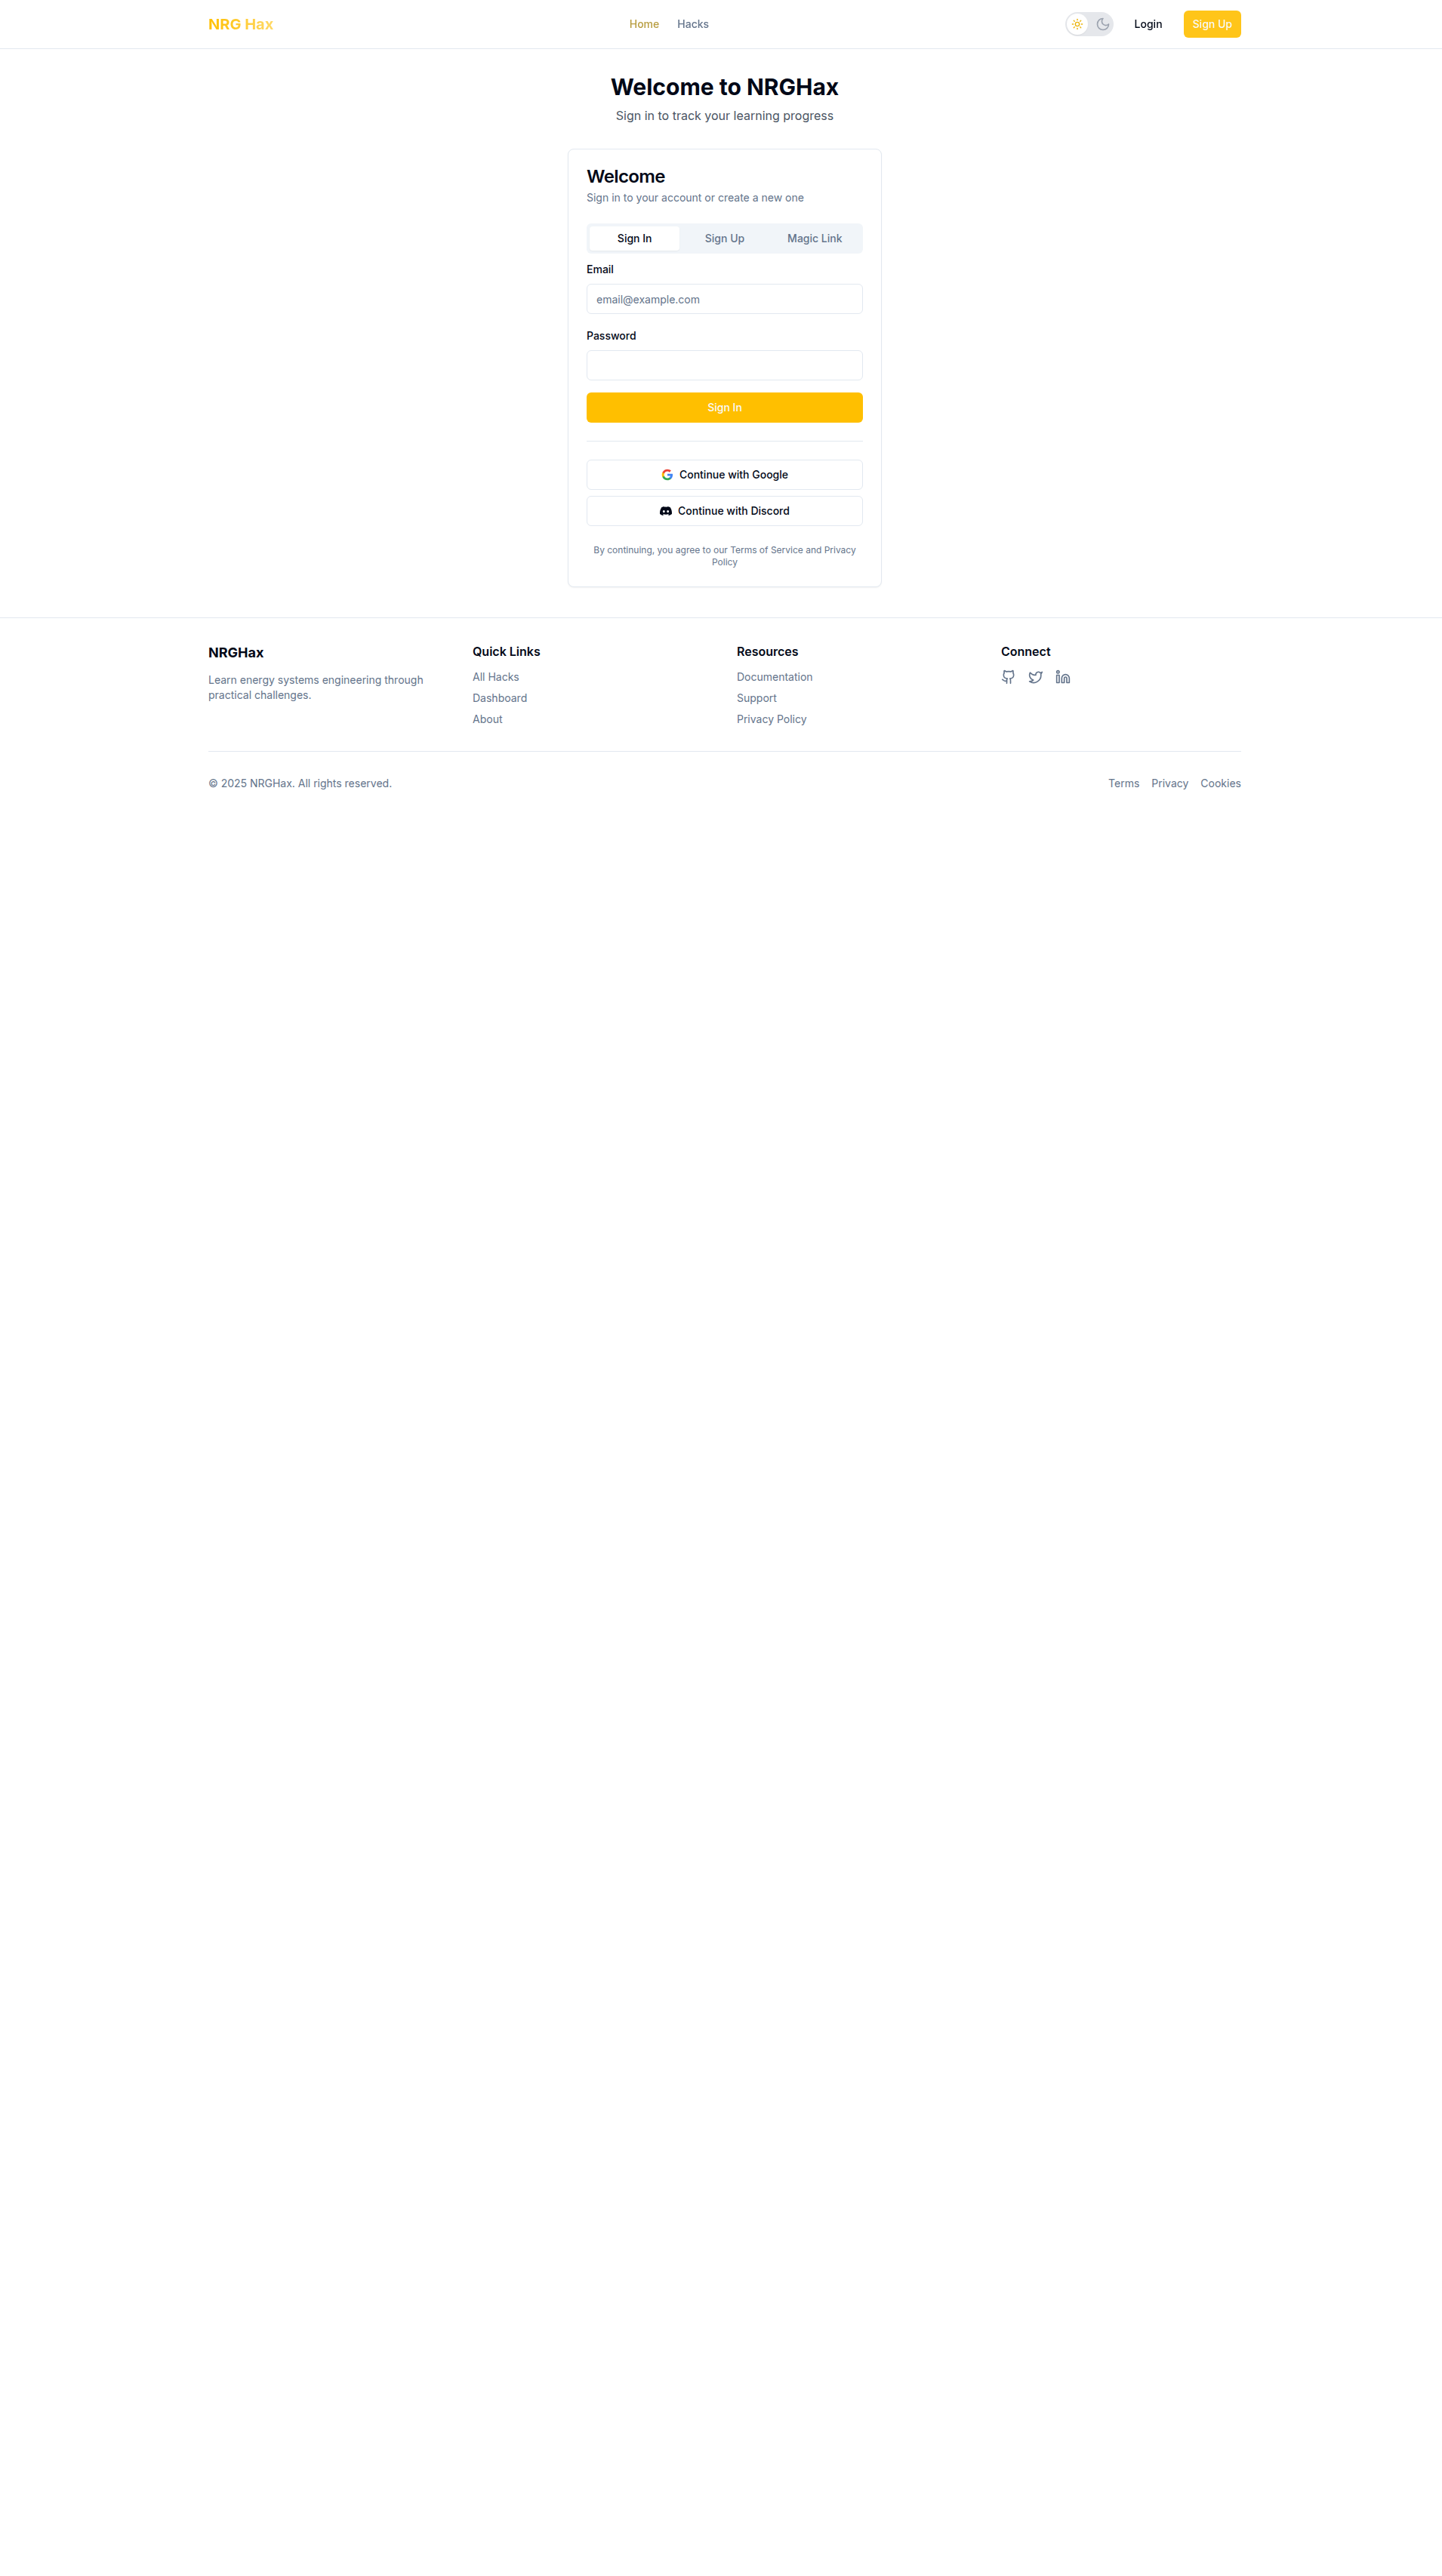 NRG Hax
Home
Hacks
Login
Sign Up
Welcome to NRGHax
Sign in to track your learning progress
Welcome
Sign in to your account or create a new one
Sign In
Sign Up
Magic Link
Email
email@example.com
Password
Sign In
Continue with Google
Continue with Discord
By continuing, you agree to our Terms of Service and Privacy
Policy
NRGHax
Learn energy systems engineering through
practical challenges.
Quick Links
All Hacks
Dashboard
About
Resources
Documentation
Support
Privacy Policy
Connect
© 2025 NRGHax. All rights reserved.
Terms
Privacy
Cookies